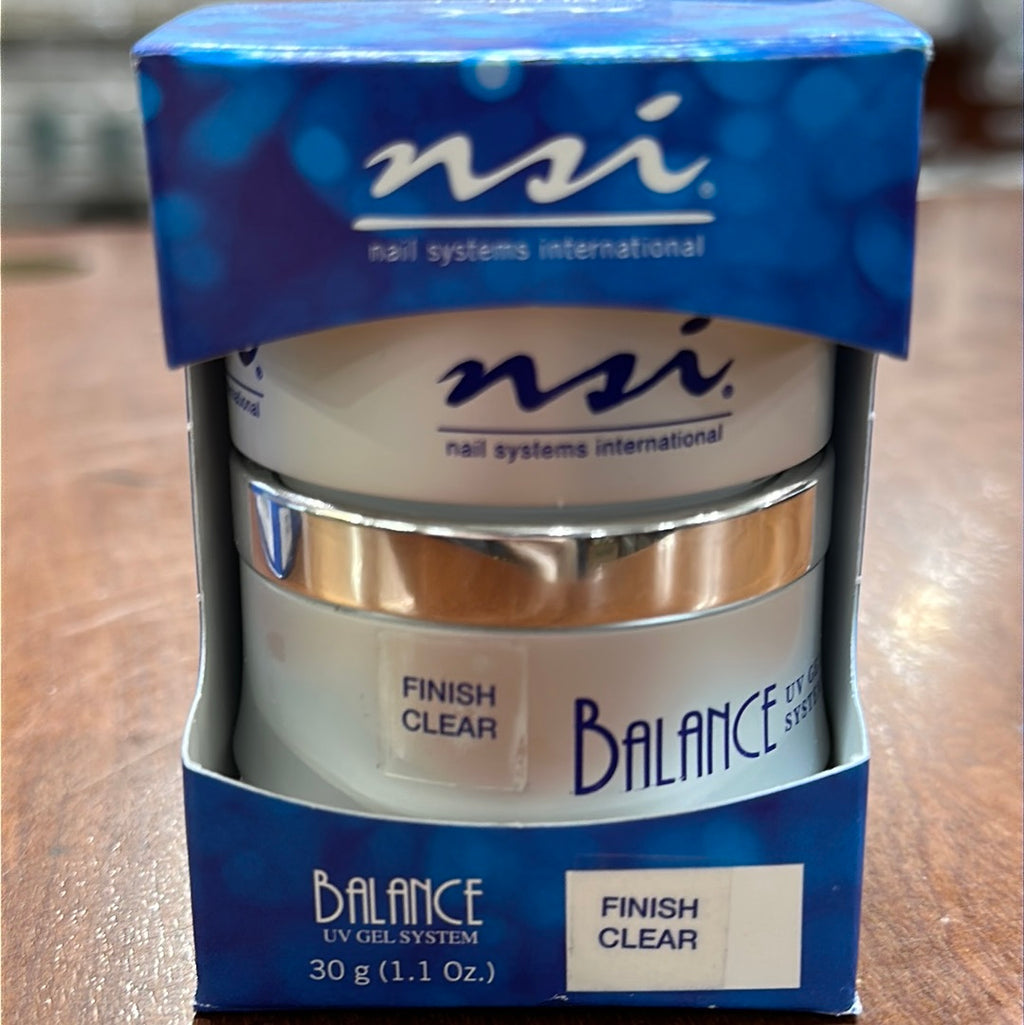 nsi.
nail systems international
nsi.
nail systems international
FINISH
CLEAR
BALANCE
UV
BALANCE
UV GEL SYSTEM
30 g (1.1 Oz.)
FINISH
CLEAR